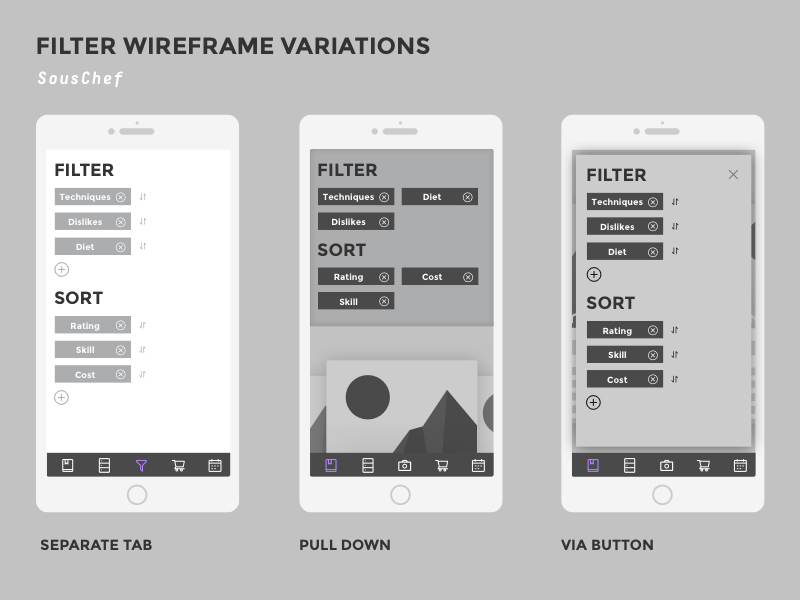 FILTER WIREFRAME VARIATIONS
SousChef
FILTER
Techniques
Dislikes
Diet
SORT
Rating
Skill
Cost
SEPARATE TAB
FILTER
Techniques Diet
Dislikes
SORT
Rating Cost
Skill
PULL DOWN
FILTER
Techniques
Dislikes
Diet
SORT
Rating
Skill
Cost
VIA BUTTON